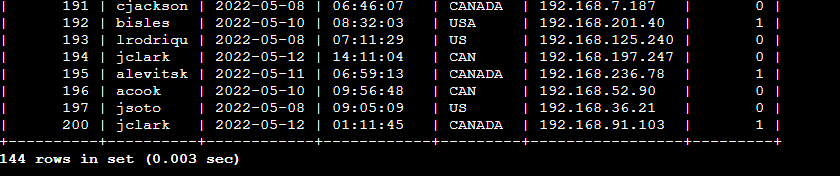 |      191 | cjackson | 2022-05-08 | 06:46:07   | CANADA  | 192.168.7.187   |       0 |
|      192 | bisles   | 2022-05-10 | 08:32:03   | USA     | 192.168.201.40  |       1 |
|      193 | lrodriqu | 2022-05-08 | 07:11:29   | US      | 192.168.125.240 |       0 |
|      194 | jclark   | 2022-05-12 | 14:11:04   | CAN     | 192.168.197.247 |       0 |
|      195 | alevitsk | 2022-05-11 | 06:59:13   | CANADA  | 192.168.236.78  |       1 |
|      196 | acook    | 2022-05-10 | 09:56:48   | CAN     | 192.168.52.90   |       0 |
|      197 | jsoto    | 2022-05-08 | 09:05:09   | US      | 192.168.36.21   |       0 |
|      200 | jclark   | 2022-05-12 | 01:11:45   | CANADA  | 192.168.91.103  |       1 |
+----------+----------+------------+------------+---------+-----------------+---------+
144 rows in set (0.003 sec)